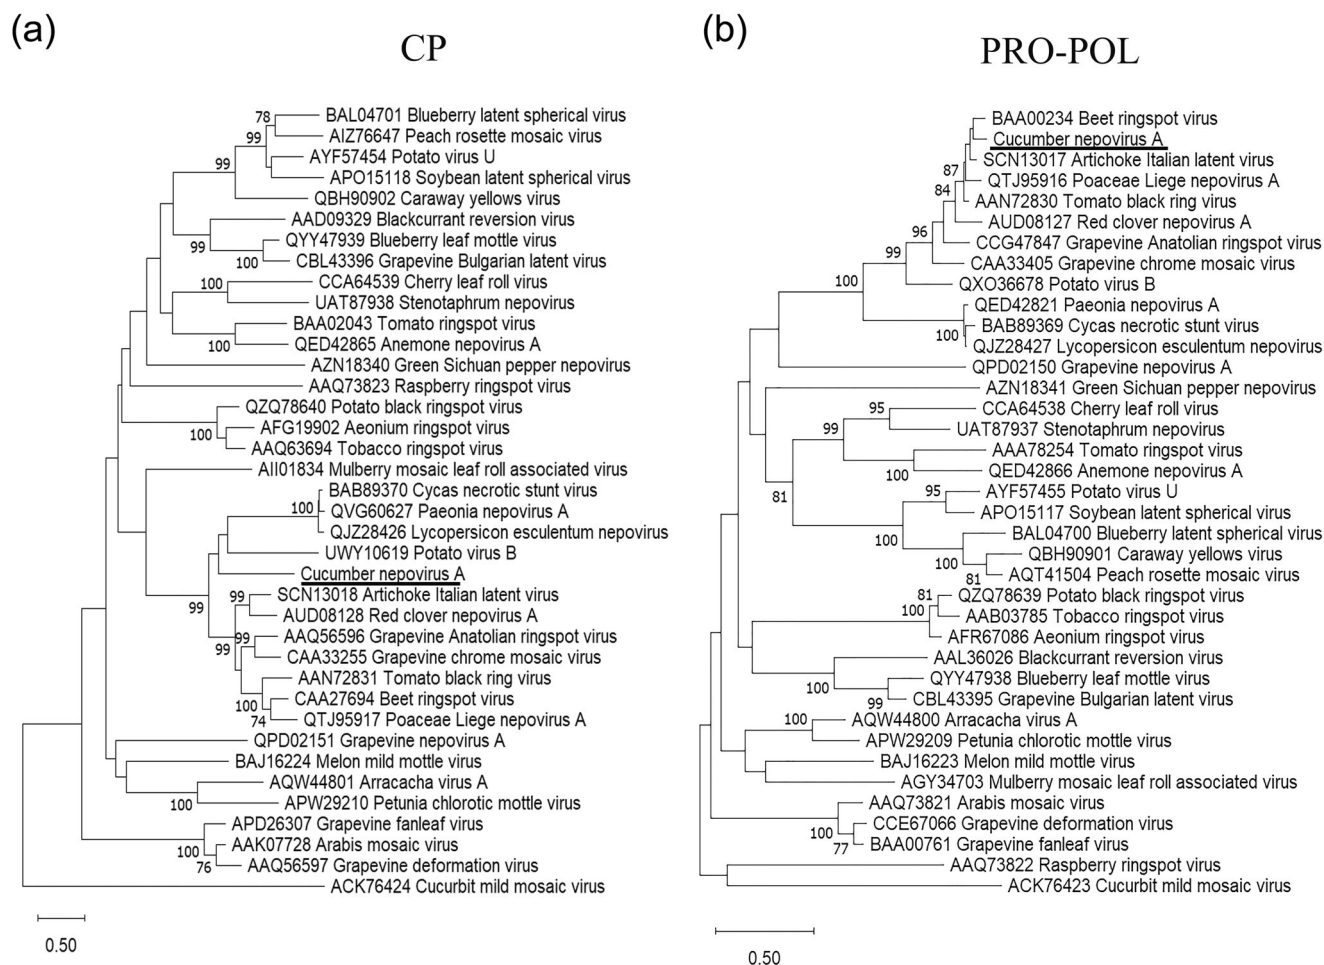 (a)
CP
78
BAL04701 Blueberry latent spherical virus
99
AIZ76647 Peach rosette mosaic virus
99
AYF57454 Potato virus U
APO15118 Soybean latent spherical virus
QBH90902 Caraway yellows virus
AAD09329 Blackcurrant reversion virus
99
QYY47939 Blueberry leaf mottle virus
100
CBL43396 Grapevine Bulgarian latent virus
100
CCA64539 Cherry leaf roll virus
UAT87938 Stenotaphrum nepovirus
BAA02043 Tomato ringspot virus
100
QED42865 Anemone nepovirus A
AZN18340 Green Sichuan pepper nepovirus
AAQ73823 Raspberry ringspot virus
QZQ78640 Potato black ringspot virus
100
AFG19902 Aeonium ringspot virus
AAQ63694 Tobacco ringspot virus
AII01834 Mulberry mosaic leaf roll associated virus
BAB89370 Cycas necrotic stunt virus
100
QVG60627 Paeonia nepovirus A
QJZ28426 Lycopersicon esculentum nepovirus
UWY10619 Potato virus B
Cucumber nepovirus A
99
99
SCN13018 Artichoke Italian latent virus
AUD08128 Red clover nepovirus A
99
99
AAQ56596 Grapevine Anatolian ringspot virus
CAA33255 Grapevine chrome mosaic virus
AAN72831 Tomato black ring virus
100
CAA27694 Beet ringspot virus
74
QTJ95917 Poaceae Liege nepovirus A
QPD02151 Grapevine nepovirus A
BAJ16224 Melon mild mottle virus
AQW44801 Arracacha virus A
100
APW29210 Petunia chlorotic mottle virus
APD26307 Grapevine fanleaf virus
100
AAK07728 Arabis mosaic virus
76
AAQ56597 Grapevine deformation virus
ACK76424 Cucurbit mild mosaic virus
0.50
(b)
PRO-POL
BAA00234 Beet ringspot virus
Cucumber nepovirus A
SCN13017 Artichoke Italian latent virus
87
QTJ95916 Poaceae Liege nepovirus A
84
AAN72830 Tomato black ring virus
AUD08127 Red clover nepovirus A
96
CCG47847 Grapevine Anatolian ringspot virus
99
CAA33405 Grapevine chrome mosaic virus
100
QXO36678 Potato virus B
QED42821 Paeonia nepovirus A
BAB89369 Cycas necrotic stunt virus
100
QJZ28427 Lycopersicon esculentum nepovirus
QPD02150 Grapevine nepovirus A
AZN18341 Green Sichuan pepper nepovirus
95
CCA64538 Cherry leaf roll virus
99
UAT87937 Stenotaphrum nepovirus
AAA78254 Tomato ringspot virus
100
QED42866 Anemone nepovirus A
81
95
AYF57455 Potato virus U
APO15117 Soybean latent spherical virus
100
BAL04700 Blueberry latent spherical virus
100
QBH90901 Caraway yellows virus
81
AQT41504 Peach rosette mosaic virus
81
QZQ78639 Potato black ringspot virus
100
AAB03785 Tobacco ringspot virus
AFR67086 Aeonium ringspot virus
AAL36026 Blackcurrant reversion virus
100
QYY47938 Blueberry leaf mottle virus
99
CBL43395 Grapevine Bulgarian latent virus
100
AQW44800 Arracacha virus A
APW29209 Petunia chlorotic mottle virus
BAJ16223 Melon mild mottle virus
AGY34703 Mulberry mosaic leaf roll associated virus
AAQ73821 Arabis mosaic virus
100
CCE67066 Grapevine deformation virus
77
BAA00761 Grapevine fanleaf virus
AAQ73822 Raspberry ringspot virus
ACK76423 Cucurbit mild mosaic virus
0.50